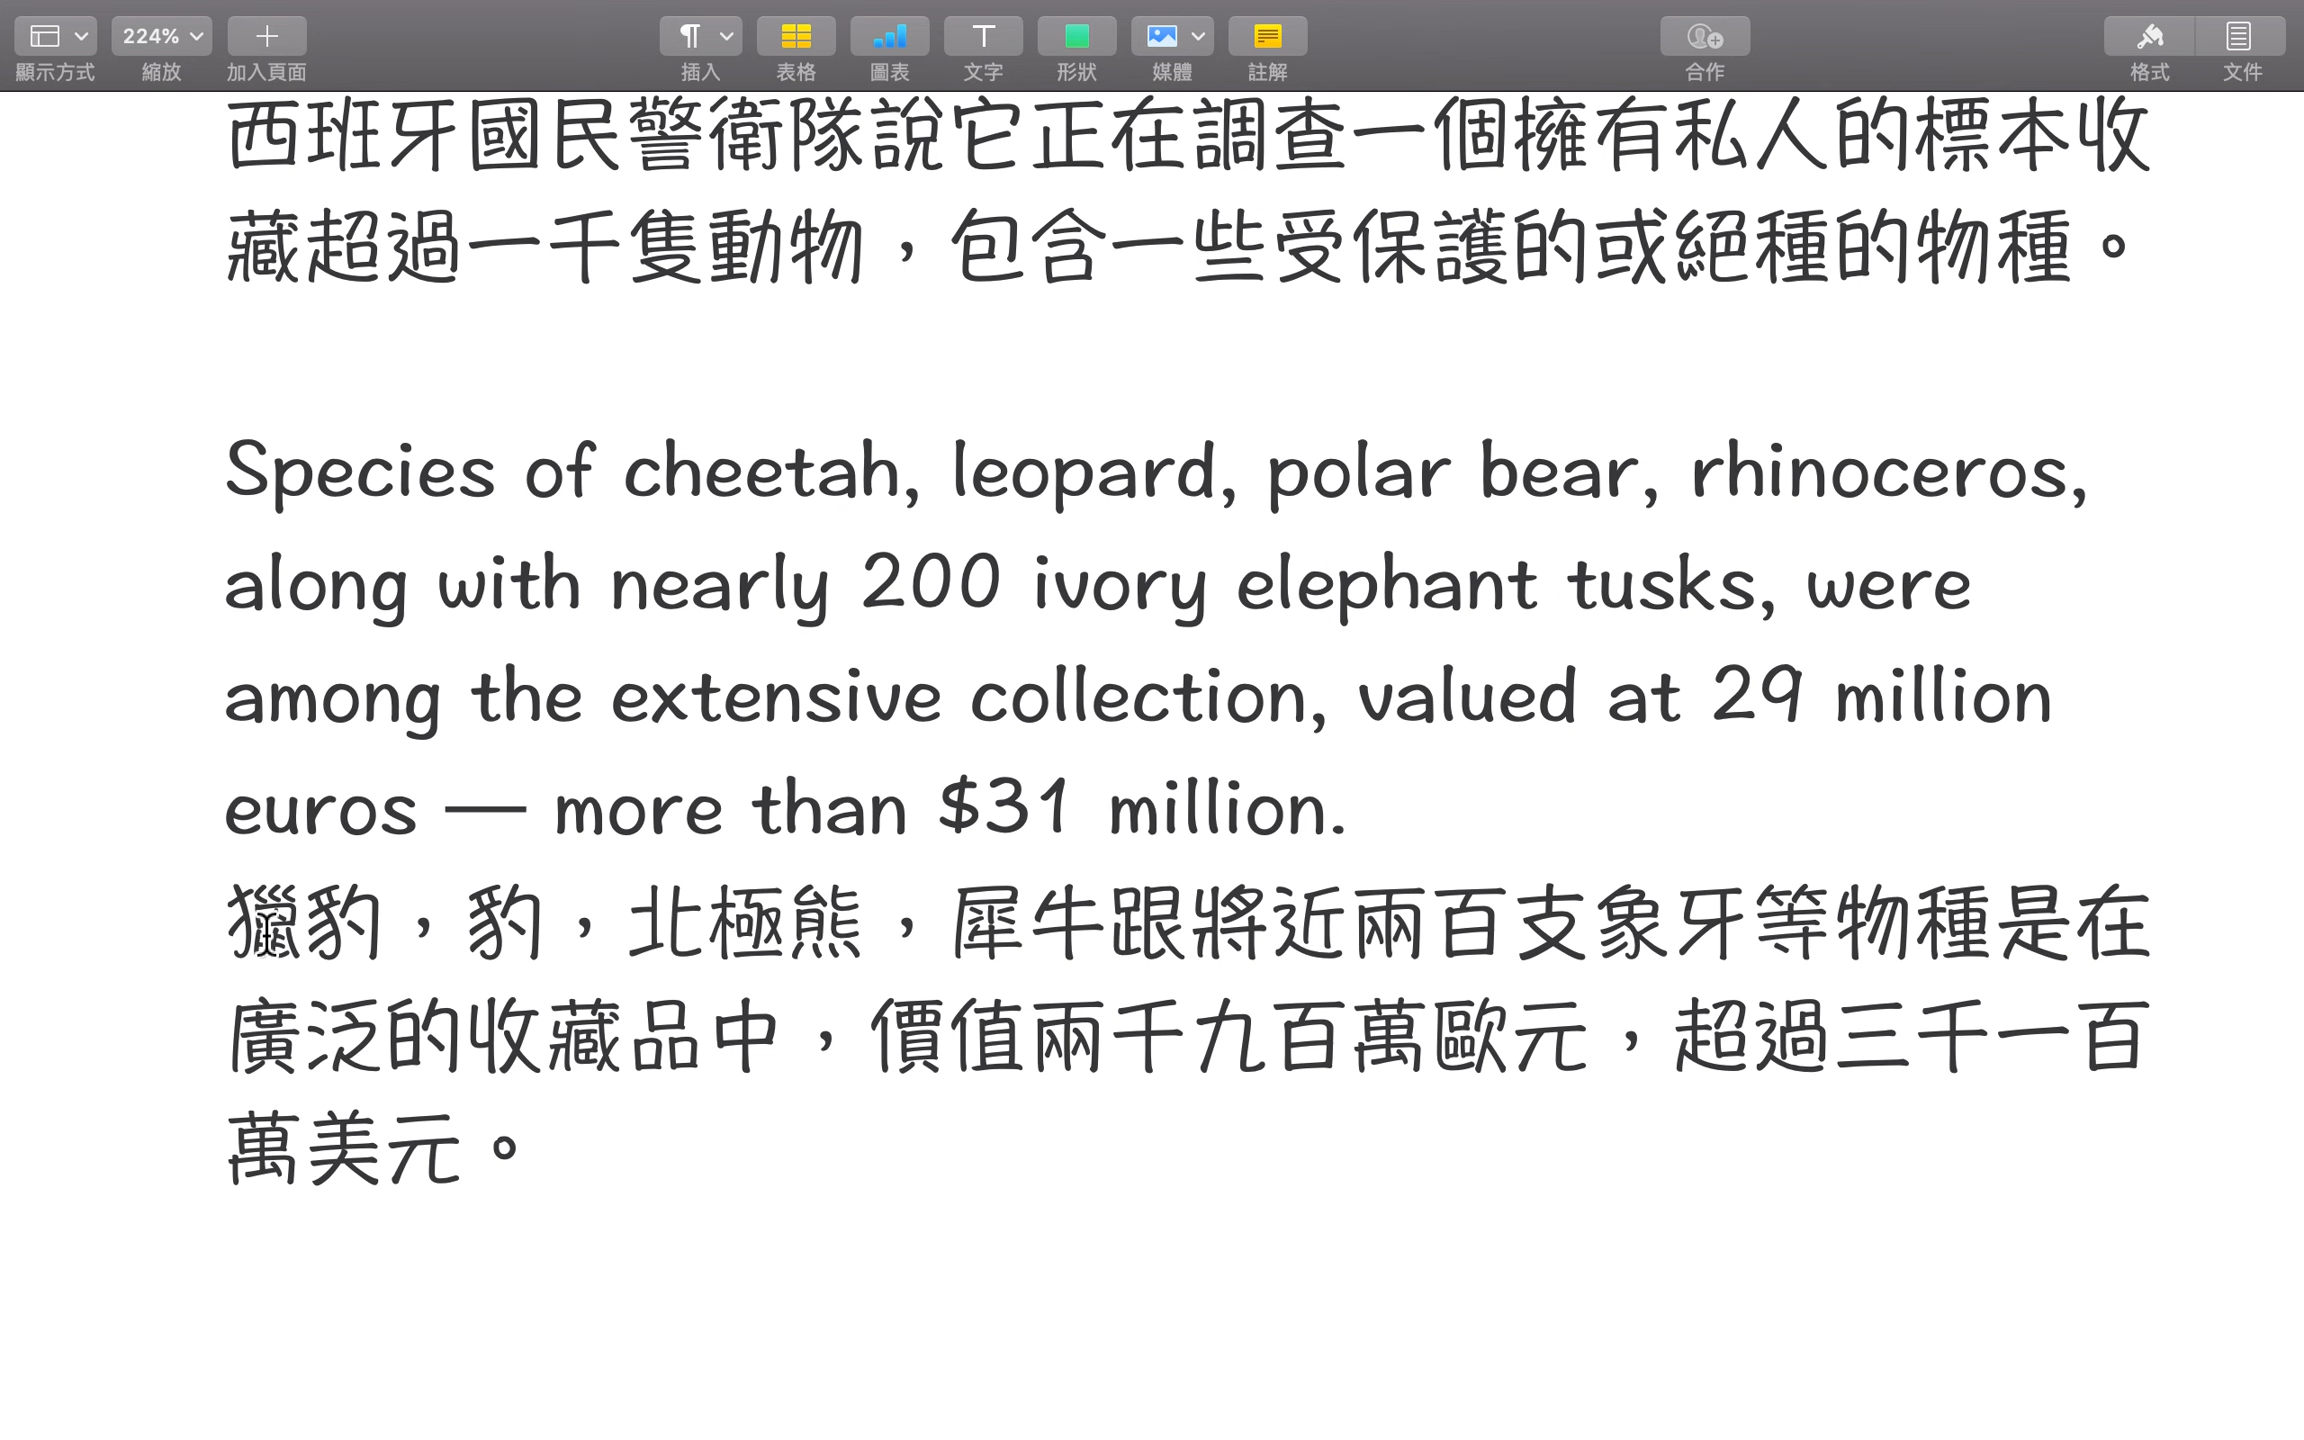 224%
顯示方式 縮放 加入頁面 插入 表格 圖表 文字 形狀 媒體 註解 合作 格式 文件
西班牙國民警衛隊說它正在調查一個擁有私人的標本收
藏超過一千隻動物，包含一些受保護的或絕種的物種。
Species of cheetah, leopard, polar bear, rhinoceros,
along with nearly 200 ivory elephant tusks, were
among the extensive collection, valued at 29 million
euros — more than $31 million.
獵豹，豹，北極熊，犀牛跟將近兩百支象牙等物種是在
廣泛的收藏品中，價值兩千九百萬歐元，超過三千一百
萬美元。